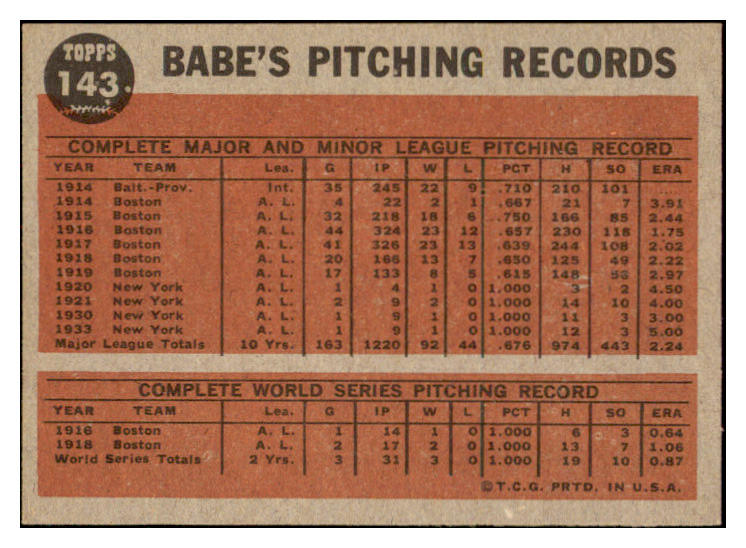 TOPPS
143
BABE'S PITCHING RECORDS
COMPLETE MAJOR AND MINOR LEAGUE PITCHING RECORD
YEAR TEAM Lea. G IP W L PCT H SO ERA
1914 Balt.-Prov. Int. 35 245 22 9 .710 210 101 ....
1914 Boston A. L. 4 22 2 1 .667 21 7 3.91
1915 Boston A. L. 32 218 18 6 .750 166 85 2.44
1916 Boston A. L. 44 324 23 12 .657 230 118 1.75
1917 Boston A. L. 41 326 23 13 .639 244 108 2.02
1918 Boston A. L. 20 166 13 7 .650 125 49 2.22
1919 Boston A. L. 17 133 8 5 .615 148 2.97
1920 New York A. L. 1 4 1 0 1.000 3 2 4.50
1921 New York A. L. 2 9 2 0 1.000 14 10 4.00
1930 New York A. L. 1 9 1 0 1.000 11 3 3.00
1933 New York A. L. 1 9 1 0 1.000 12 3 5.00
Major League Totals 10 Yrs. 163 1220 92 44 .676 974 443 2.24
COMPLETE WORLD SERIES PITCHING RECORD
YEAR TEAM Lea. G IP W L PCT H SO ERA
1916 Boston A. L. 1 14 1 0 1.000 6 3 0.64
1918 Boston A. L. 2 17 2 0 1.000 13 7 1.06
World Series Totals 2 Yrs. 3 31 3 0 1.000 19 10 0.87
©T.C.G. PRTD. IN U.S.A.